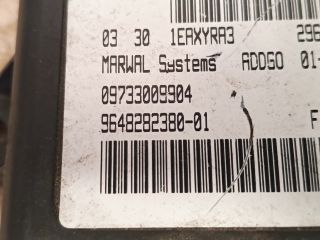 03 30 1EAXYRA3 296
MARWAL Systems ADDGO 01-
09733009904
9648282380-01 F